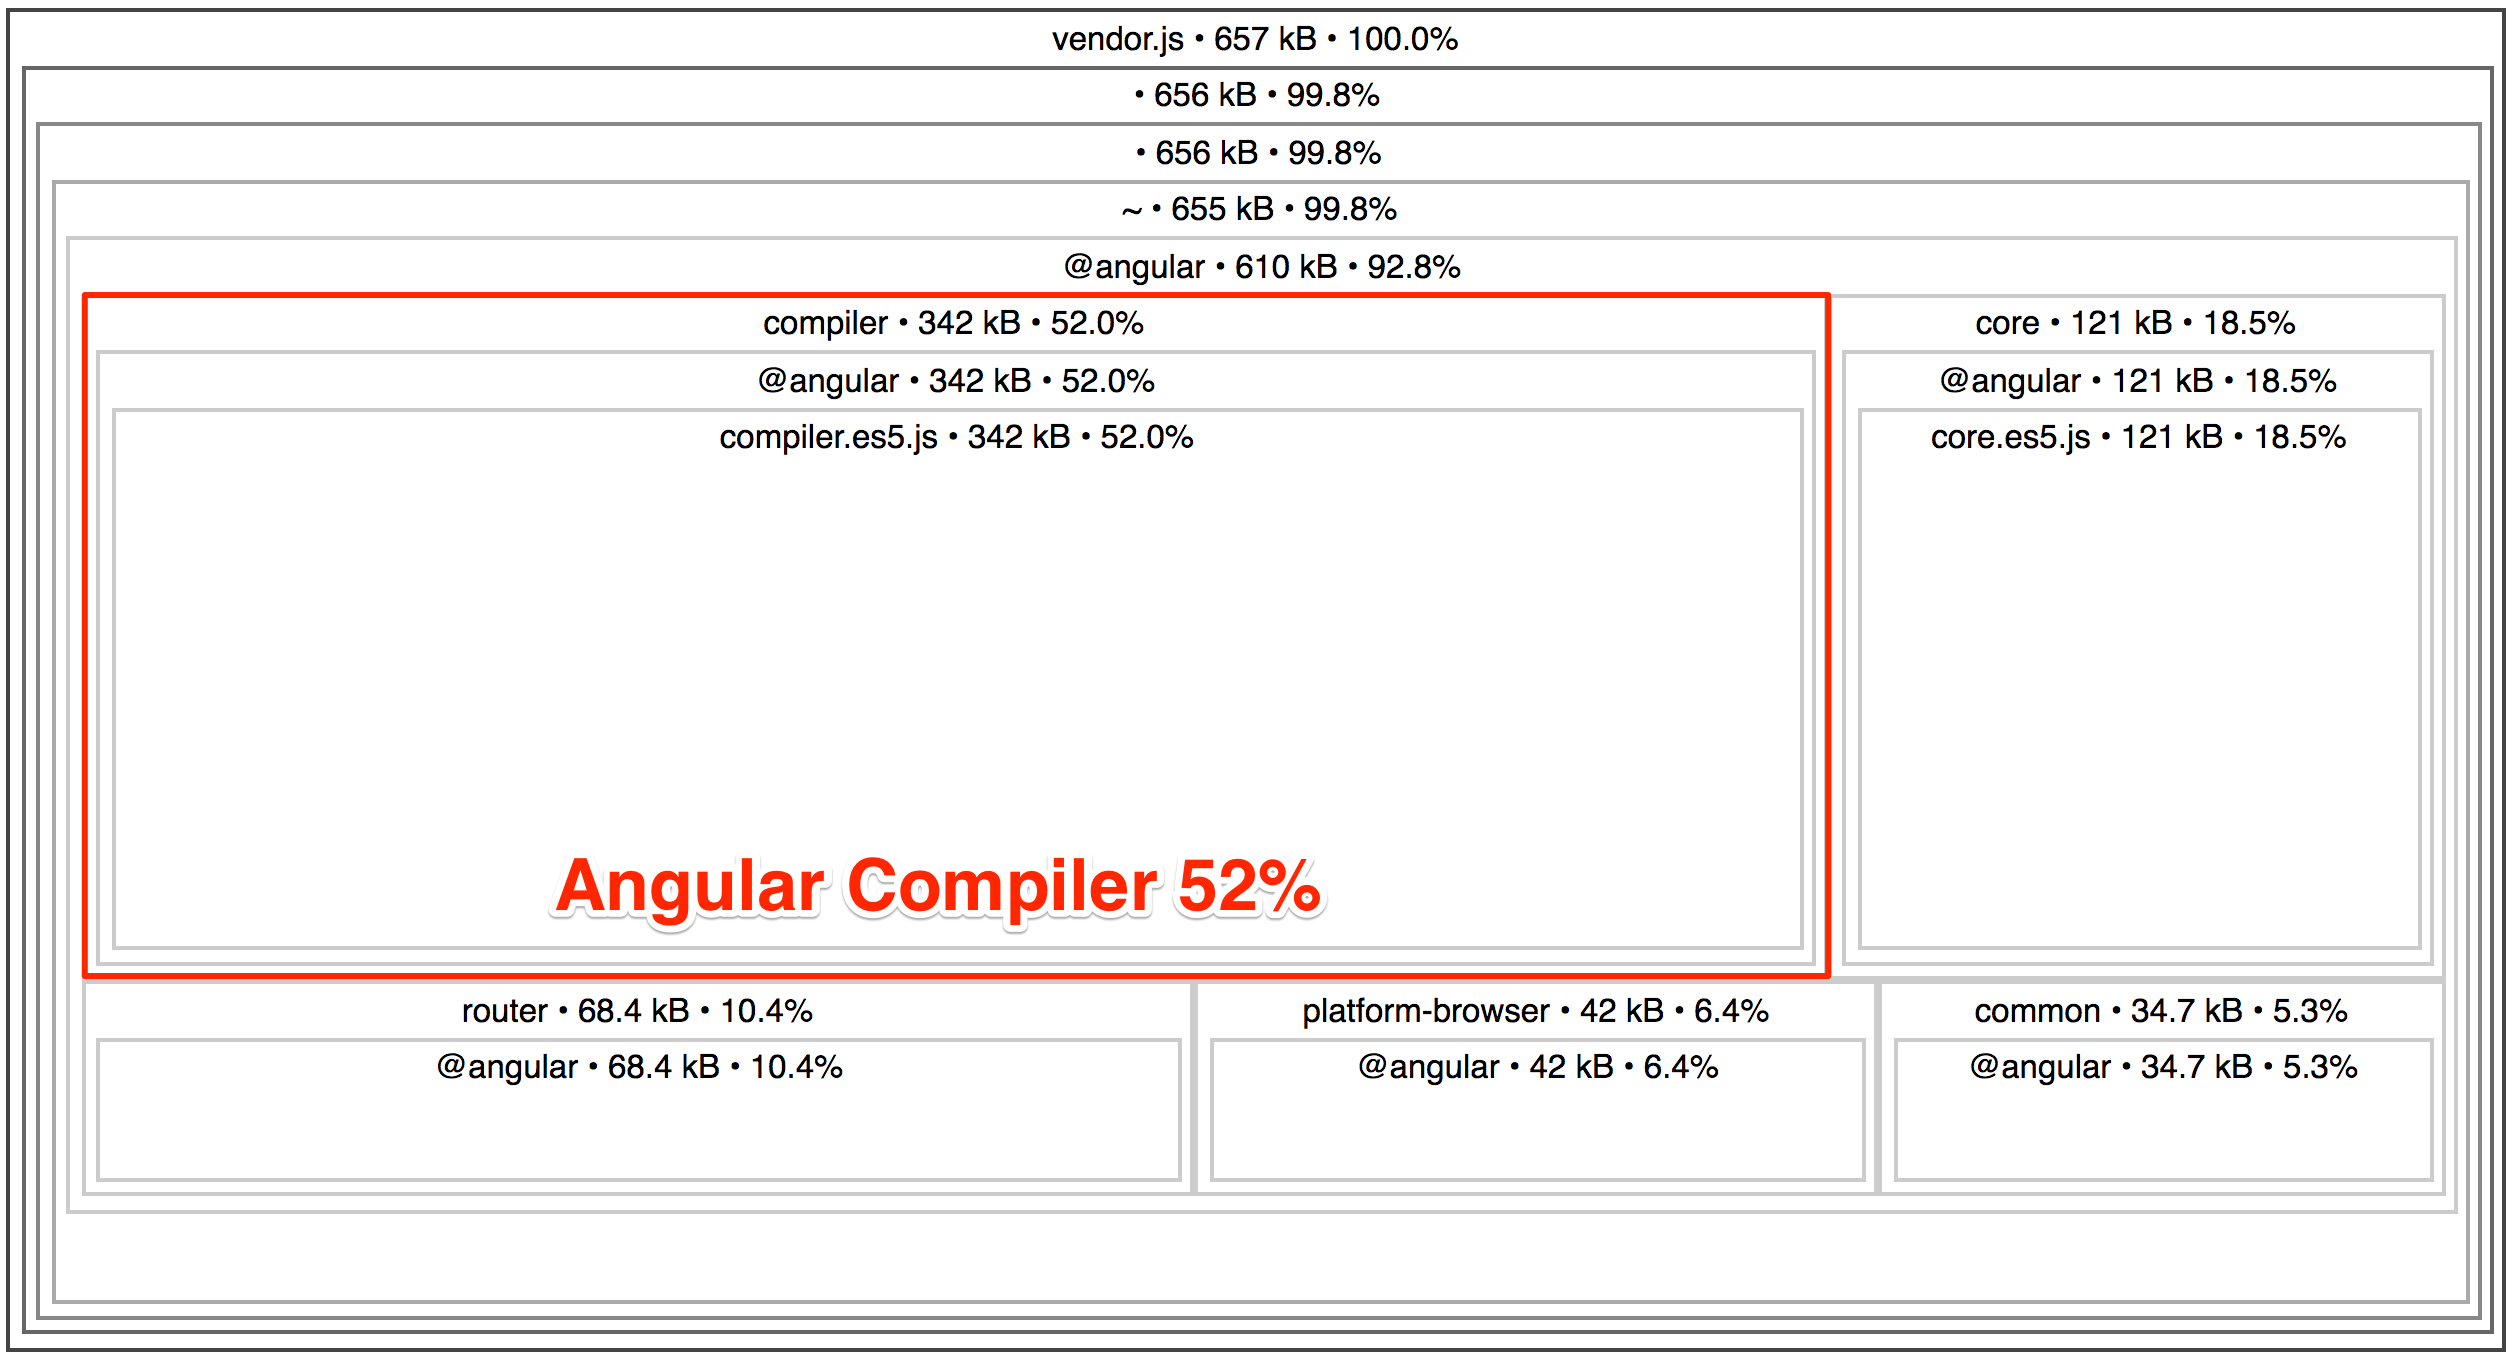 vendor.js • 657 kB • 100.0%
• 656 kB • 99.8%
• 656 kB • 99.8%
~ • 655 kB • 99.8%
@angular • 610 kB • 92.8%
compiler • 342 kB • 52.0%
@angular • 342 kB • 52.0%
compiler.es5.js • 342 kB • 52.0%
Angular Compiler 52%
core • 121 kB • 18.5%
@angular • 121 kB • 18.5%
core.es5.js • 121 kB • 18.5%
router • 68.4 kB • 10.4%
@angular • 68.4 kB • 10.4%
platform-browser • 42 kB • 6.4%
@angular • 42 kB • 6.4%
common • 34.7 kB • 5.3%
@angular • 34.7 kB • 5.3%